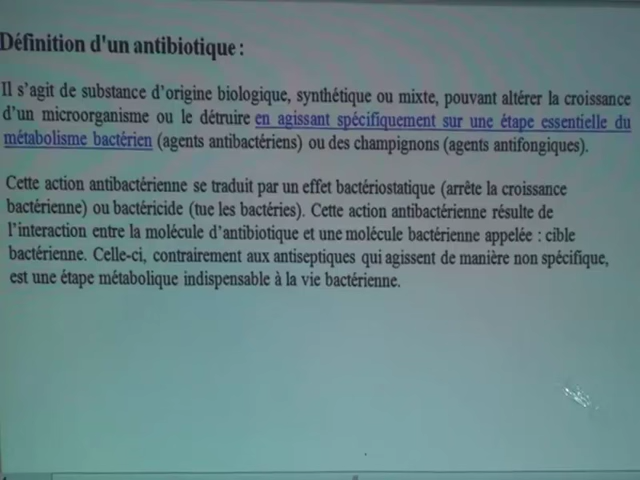 Définition d'un antibiotique :
Il s'agit de substance d'origine biologique, synthétique ou mixte, pouvant altérer la croissance
d'un microorganisme ou le détruire en agissant spécifiquement sur une étape essentielle du
métabolisme bactérien (agents antibactériens) ou des champignons (agents antifongiques).
Cette action antibactérienne se traduit par un effet bactériostatique (arrête la croissance
bactérienne) ou bactéricide (tue les bactéries). Cette action antibactérienne résulte de
l'interaction entre la molécule d'antibiotique et une molécule bactérienne appelée : cible
bactérienne. Celle-ci, contrairement aux antiseptiques qui agissent de manière non spécifique,
est une étape métabolique indispensable à la vie bactérienne.